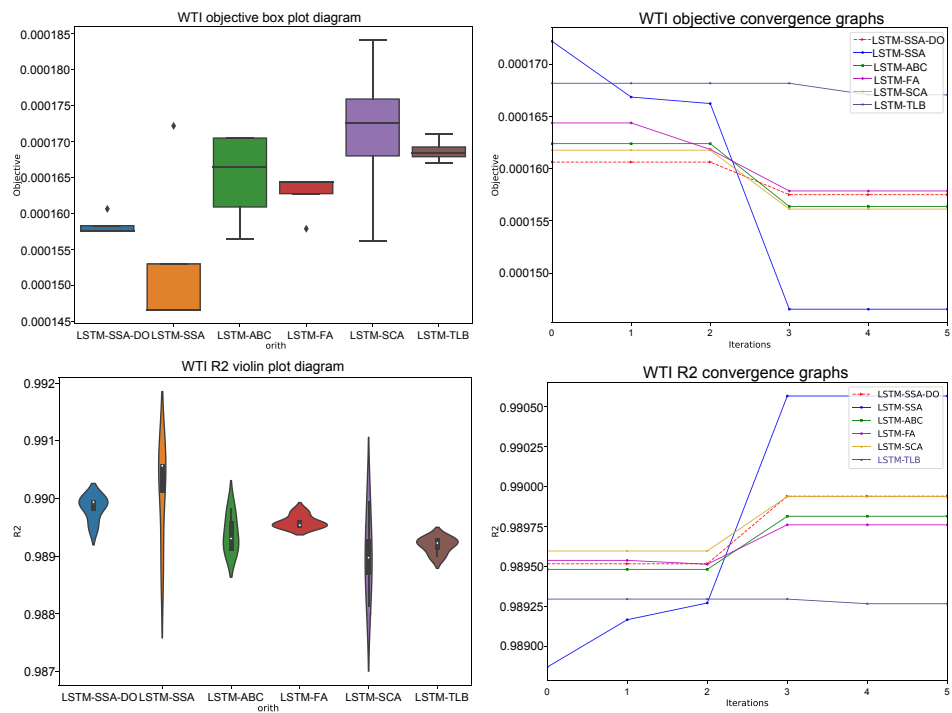 WTI objective box plot diagram
0.000185
0.000180
0.000175
0.000170
0.000165
0.000160
0.000155
0.000150
0.000145
Objective
LSTM-SSA-DO LSTM-SSA LSTM-ABC LSTM-FA LSTM-SCA LSTM-TLB
orith
WTI objective convergence graphs
LSTM-SSA-DO
LSTM-SSA
LSTM-ABC
LSTM-FA
LSTM-SCA
LSTM-TLB
0.000170
0.000165
0.000160
0.000155
0.000150
Objective
0 1 2 3 4 5
Iterations
WTI R2 violin plot diagram
0.992
0.991
0.990
0.989
0.988
0.987
R2
LSTM-SSA-DO LSTM-SSA LSTM-ABC LSTM-FA LSTM-SCA LSTM-TLB
orith
WTI R2 convergence graphs
LSTM-SSA-DO
LSTM-SSA
LSTM-ABC
LSTM-FA
LSTM-SCA
LSTM-TLB
0.99050
0.99025
0.99000
0.98975
0.98950
0.98925
0.98900
R2
0 1 2 3 4 5
Iterations